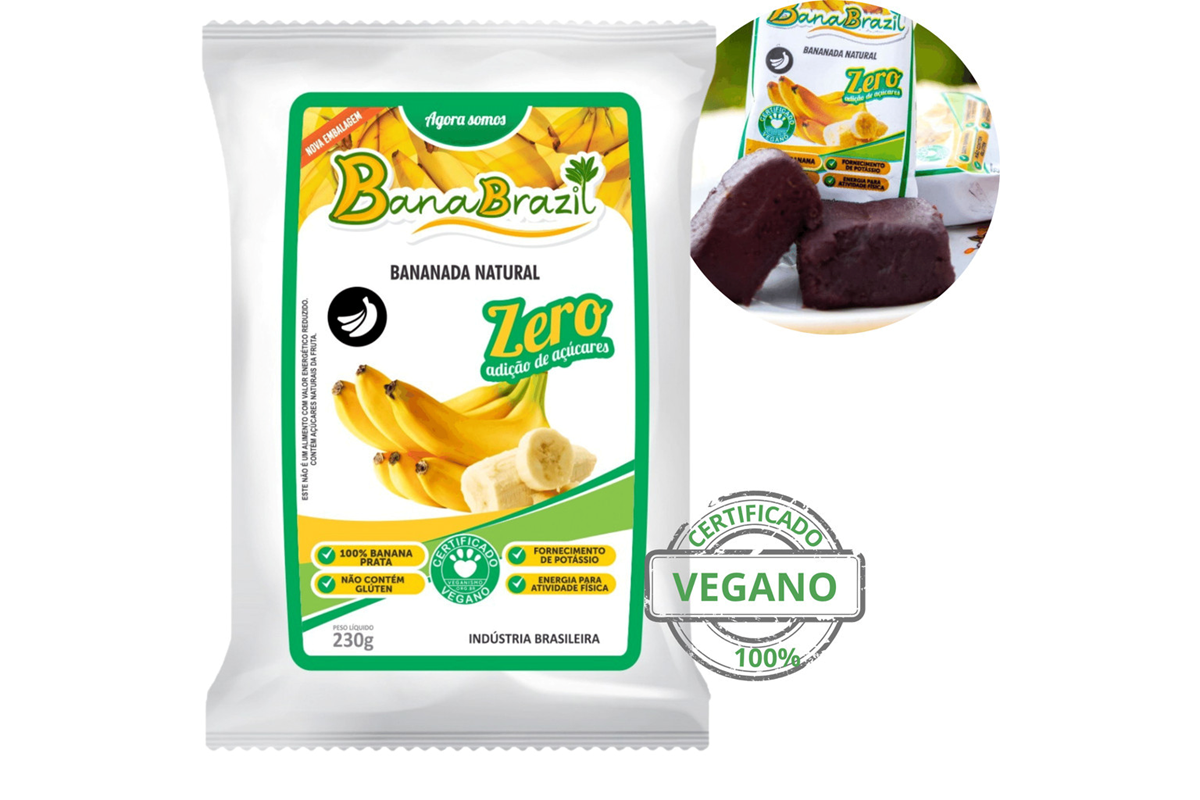 NOVA EMBALAGEM
Agora somos
BanaBrazil
BANANADA NATURAL
Zero
adição de açúcares
ESTE NÃO É UM ALIMENTO COM VALOR ENERGÉTICO REDUZIDO.
CONTÉM AÇÚCARES NATURAIS DA FRUTA.
100% BANANA
PRATA
NÃO CONTÉM
GLÚTEN
CERTIFICADO
VEGANISMO
VEGANO
FORNECIMENTO
DE POTÁSSIO
ENERGIA PARA
ATIVIDADE FÍSICA
PESO LÍQUIDO
230g
INDÚSTRIA BRASILEIRA
BanaBrazil
BANANADA NATURAL
Zero
adição de açúcares
CERTIFICADO
VEGANO
FORNECIMENTO
DE POTÁSSIO
ENERGIA PARA
ATIVIDADE FÍSICA
CERTIFICADO
VEGANO
100%